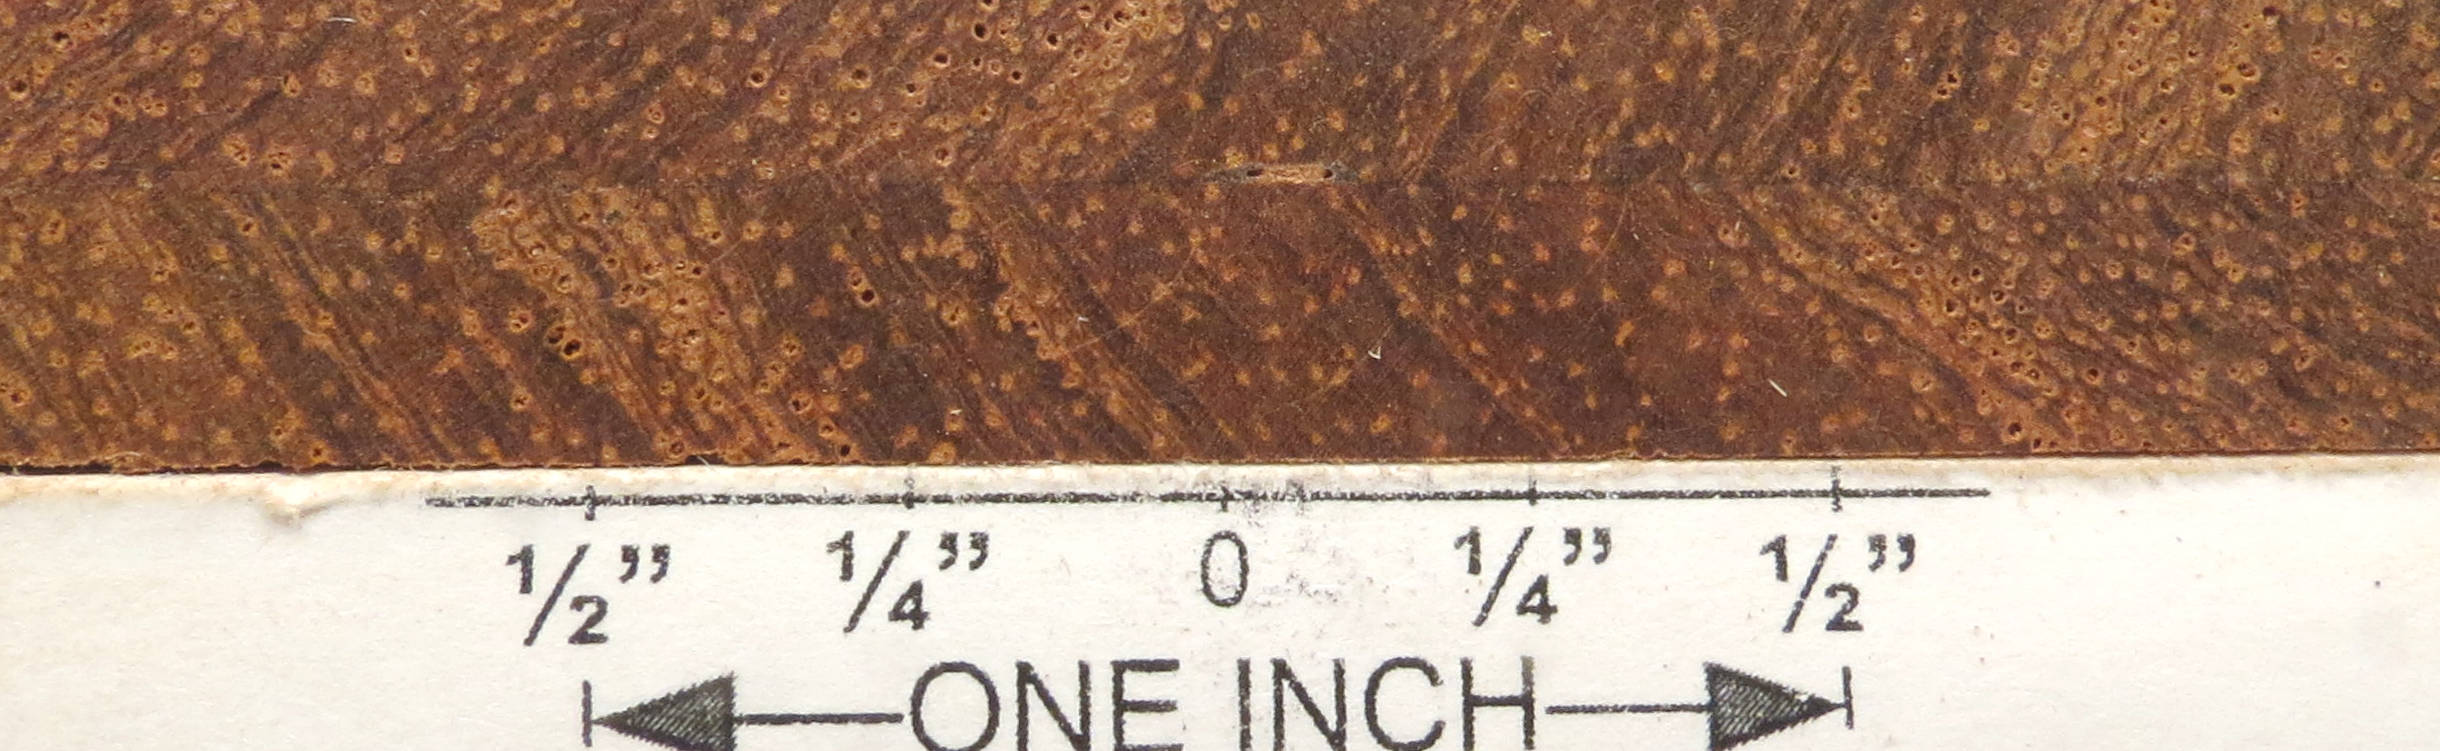 1/2” 1/4” 0 1/4” 1/2”
ONE INCH